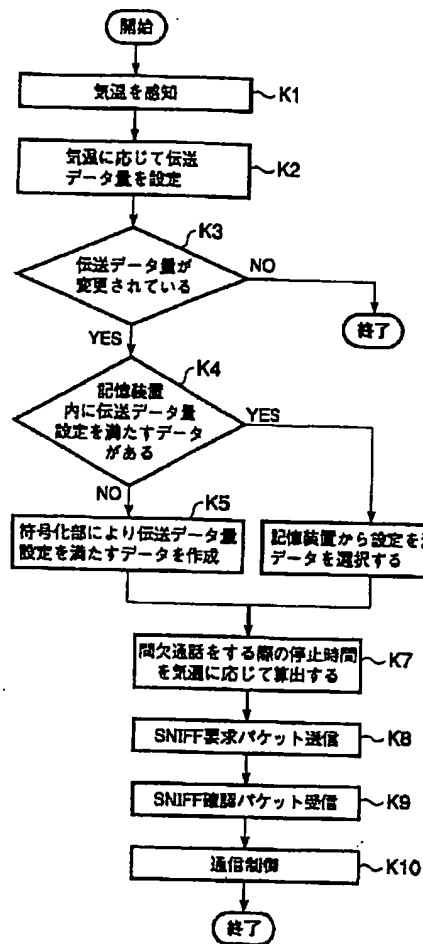 開始
気温を感知
K1
気温に応じて伝送
データ量を設定
K2
K3
伝送データ量が
変更されている
NO
終了
YES
K4
記憶装置
内に伝送データ量
設定を満たすデータ
がある
YES
NO
K5
符号化部により伝送データ量
設定を満たすデータを作成
記憶装置から設定を
データを選択する
間欠通話をする際の停止時間
を気温に応じて算出する
K7
SNIFF要求パケット送信
K8
SNIFF確認パケット受信
K9
通信制御
K10
終了